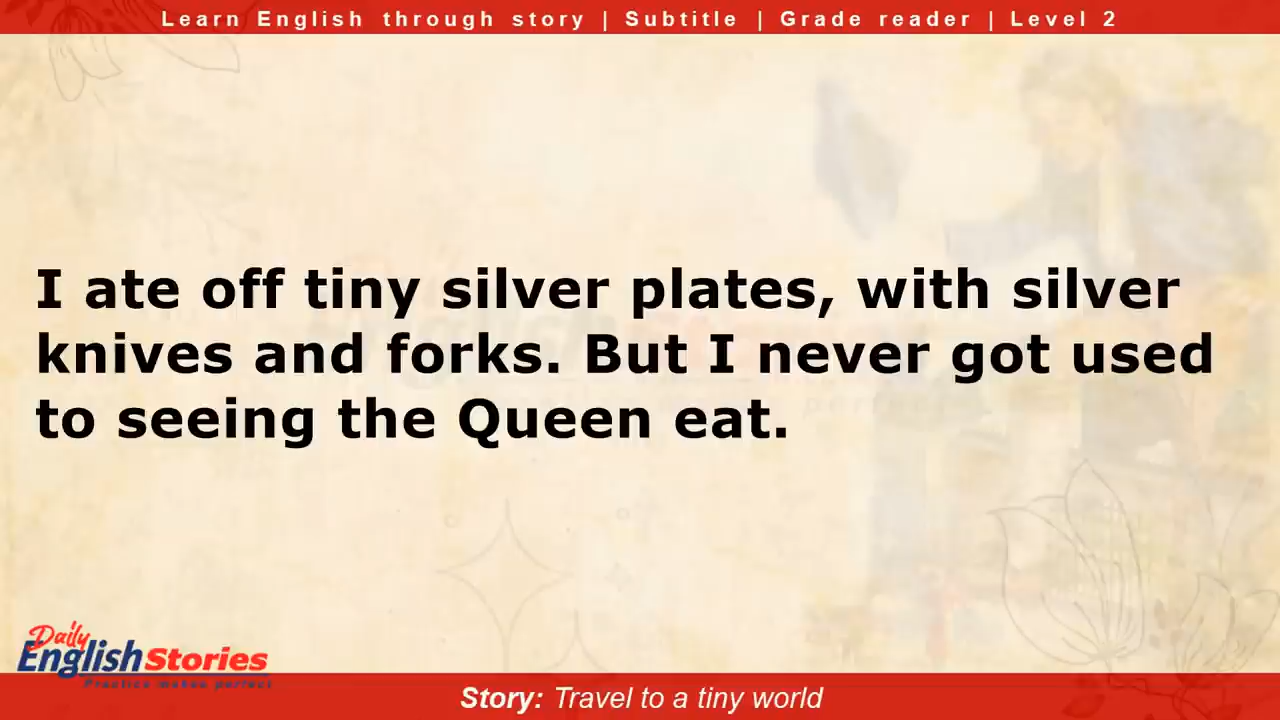 Learn English through story | Subtitle | Grade reader | Level 2
I ate off tiny silver plates, with silver
knives and forks. But I never got used
to seeing the Queen eat.
Daily
English Stories
Practice makes perfect
Story: Travel to a tiny world